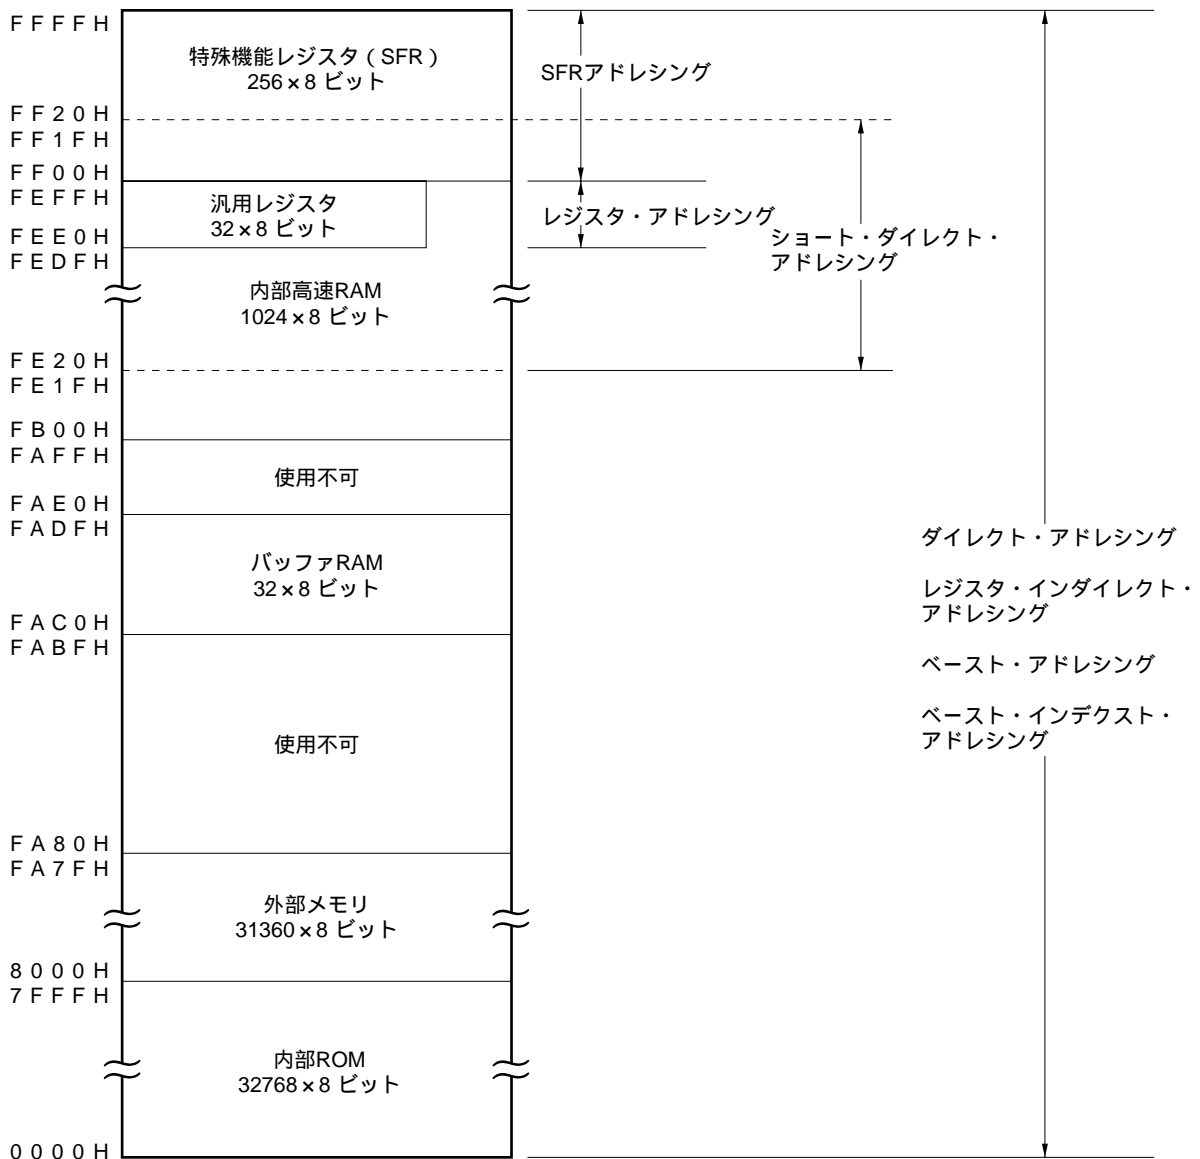 FFFFH
特殊機能レジスタ（SFR）
256×8 ビット
SFRアドレシング
FF20H
FF1FH
FF00H
FEFFH
汎用レジスタ
32×8 ビット
レジスタ・アドレシング
ショート・ダイレクト・
アドレシング
FEE0H
FEDFH
内部高速RAM
1024×8 ビット
FE20H
FE1FH
FB00H
FAFFH
使用不可
FAE0H
FADFH
バッファRAM
32×8 ビット
ダイレクト・アドレシング
レジスタ・インダイレクト・
アドレシング
ベースト・アドレシング
ベースト・インデクスト・
アドレシング
FAC0H
FABFH
使用不可
FA80H
FA7FH
外部メモリ
31360×8 ビット
8000H
7FFFH
内部ROM
32768×8 ビット
0000H